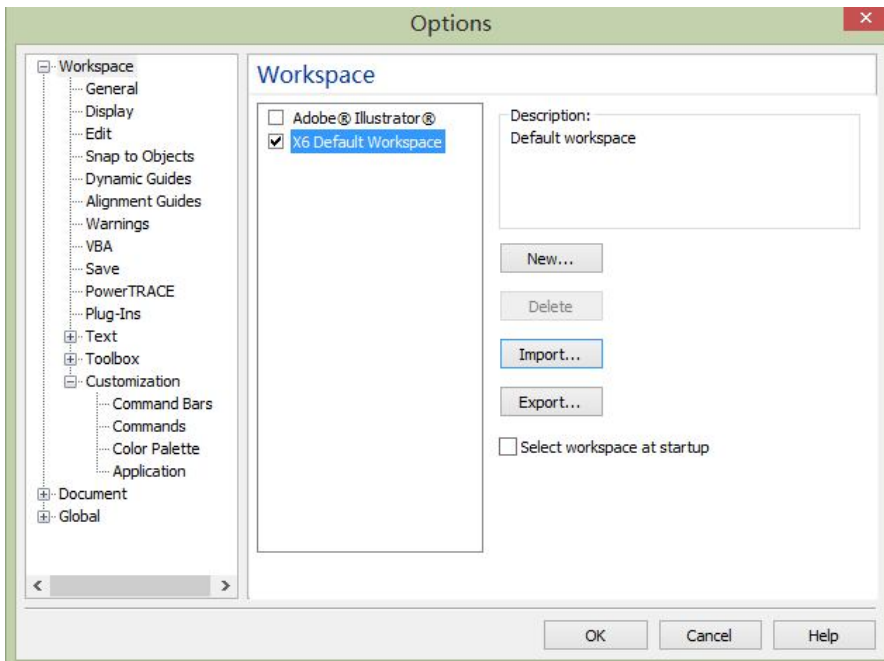 Options
Workspace
General
Display
Edit
Snap to Objects
Dynamic Guides
Alignment Guides
Warnings
VBA
Save
PowerTRACE
Plug-Ins
Text
Toolbox
Customization
Command Bars
Commands
Color Palette
Application
Document
Global
Workspace
Adobe® Illustrator®
X6 Default Workspace
Description:
Default workspace
New...
Delete
Import...
Export...
Select workspace at startup
OK
Cancel
Help